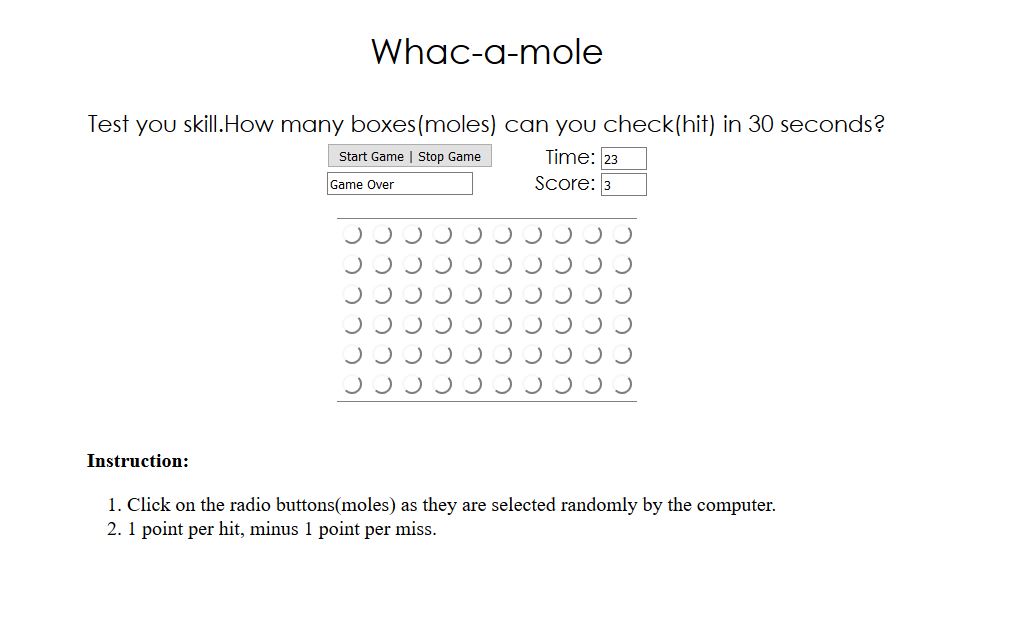 Whac-a-mole
Test you skill.How many boxes(moles) can you check(hit) in 30 seconds?
Start Game | Stop Game
Time: 23
Game Over
Score: 3
Instruction:
1. Click on the radio buttons(moles) as they are selected randomly by the computer.
2. 1 point per hit, minus 1 point per miss.